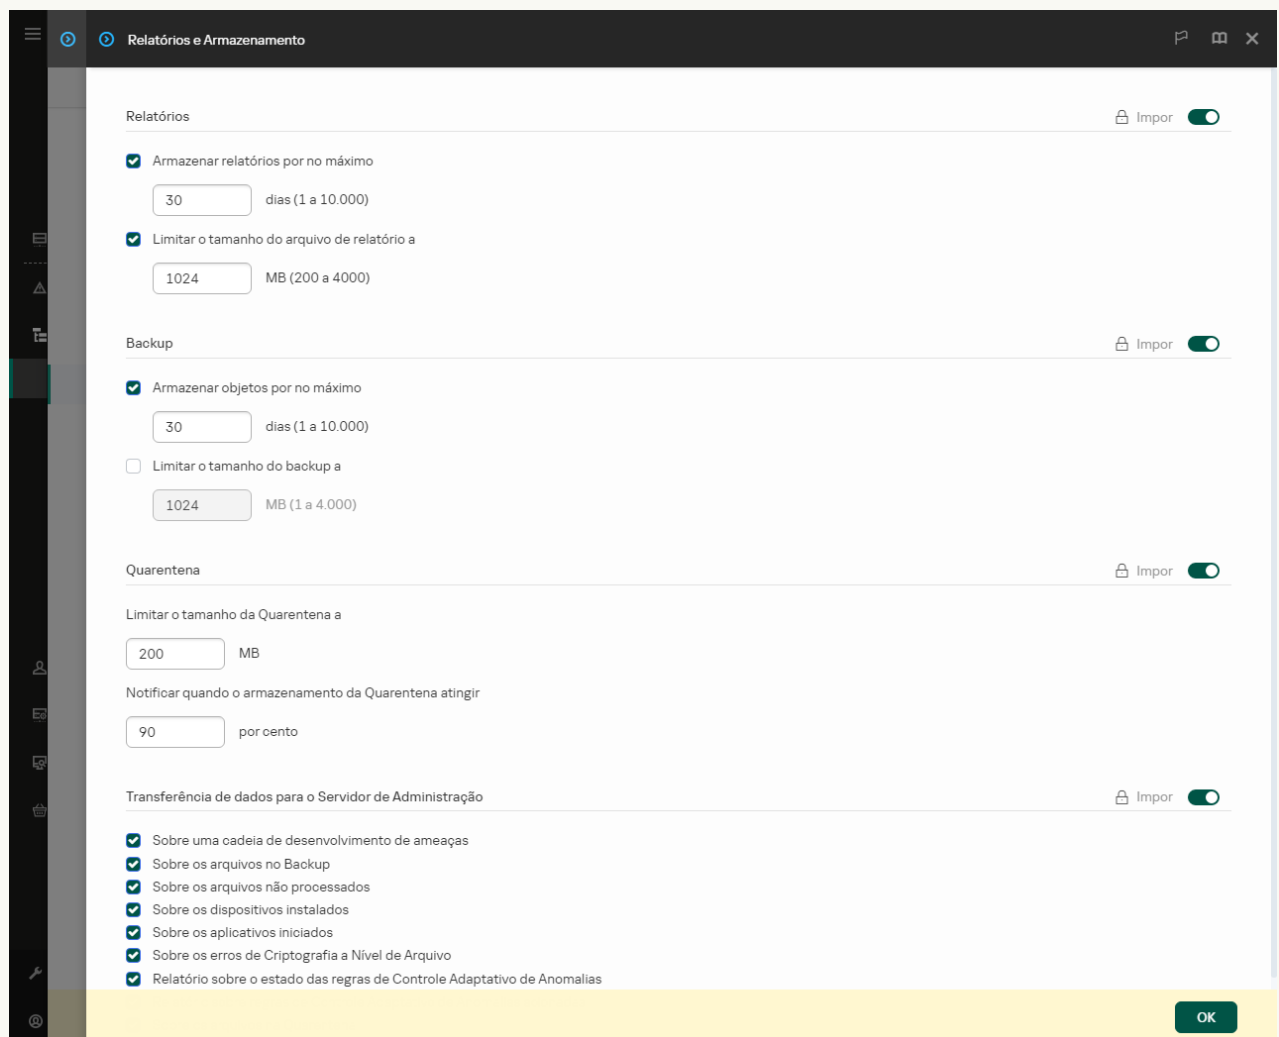 Relatórios e Armazenamento
Relatórios
Impor
Armazenar relatórios por no máximo
30 dias (1 a 10.000)
Limitar o tamanho do arquivo de relatório a
1024 MB (200 a 4000)
Backup
Impor
Armazenar objetos por no máximo
30 dias (1 a 10.000)
Limitar o tamanho do backup a
1024 MB (1 a 4.000)
Quarentena
Impor
Limitar o tamanho da Quarentena a
200 MB
Notificar quando o armazenamento da Quarentena atingir
90 por cento
Transferência de dados para o Servidor de Administração
Impor
Sobre uma cadeia de desenvolvimento de ameaças
Sobre os arquivos no Backup
Sobre os arquivos não processados
Sobre os dispositivos instalados
Sobre os aplicativos iniciados
Sobre os erros de Criptografia a Nível de Arquivo
Relatório sobre o estado das regras de Controle Adaptativo de Anomalias
OK